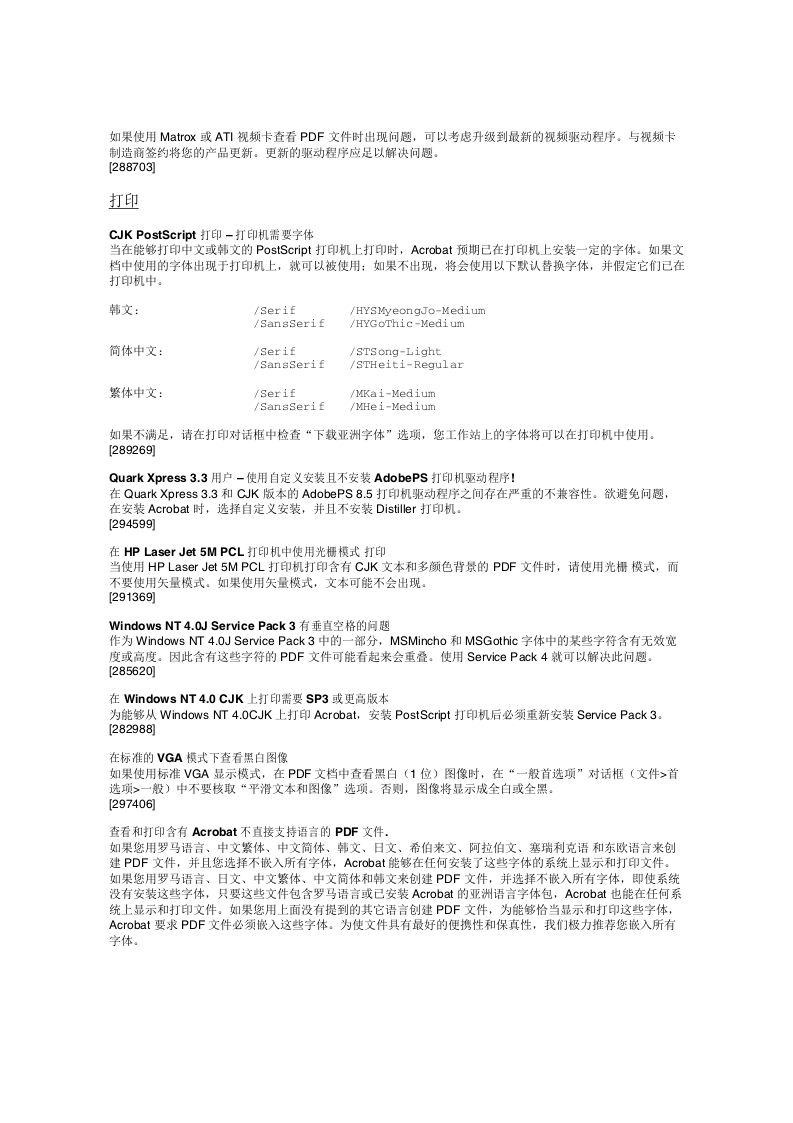 如果使用 Matrox 或 ATI 视频卡查看 PDF 文件时出现问题，可以考虑升级到最新的视频驱动程序。与视频卡
制造商签约将您的产品更新。更新的驱动程序应足以解决问题。
[288703]
打印
CJK PostScript 打印 – 打印机需要字体
当在能够打印中文或韩文的 PostScript 打印机上打印时，Acrobat 预期已在打印机上安装一定的字体。如果文
档中使用的字体出现于打印机上，就可以被使用；如果不出现，将会使用以下默认替换字体，并假定它们已在
打印机中。
韩文： /Serif /HYSMyeongJo-Medium
/SansSerif /HYGoThic-Medium
简体中文： /Serif /STSong-Light
/SansSerif /STHeiti-Regular
繁体中文： /Serif /MKai-Medium
/SansSerif /MHei-Medium
如果不满足，请在打印对话框中检查“下载亚洲字体”选项，您工作站上的字体将可以在打印机中使用。
[289269]
Quark Xpress 3.3 用户 – 使用自定义安装且不安装 AdobePS 打印机驱动程序!
在 Quark Xpress 3.3 和 CJK 版本的 AdobePS 8.5 打印机驱动程序之间存在严重的不兼容性。欲避免问题，
在安装 Acrobat 时，选择自定义安装，并且不安装 Distiller 打印机。
[294599]
在 HP Laser Jet 5M PCL 打印机中使用光栅模式 打印
当使用 HP Laser Jet 5M PCL 打印机打印含有 CJK 文本和多颜色背景的 PDF 文件时，请使用光栅 模式，而
不要使用矢量模式。如果使用矢量模式，文本可能不会出现。
[291369]
Windows NT 4.0J Service Pack 3 有垂直空格的问题
作为 Windows NT 4.0J Service Pack 3 中的一部分，MSMincho 和 MSGothic 字体中的某些字符含有无效宽
度或高度。因此含有这些字符的 PDF 文件可能看起来会重叠。使用 Service Pack 4 就可以解决此问题。
[285620]
在 Windows NT 4.0 CJK 上打印需要 SP3 或更高版本
为能够从 Windows NT 4.0CJK 上打印 Acrobat，安装 PostScript 打印机后必须重新安装 Service Pack 3。
[282988]
在标准的 VGA 模式下查看黑白图像
如果使用标准 VGA 显示模式，在 PDF 文档中查看黑白（1 位）图像时，在“一般首选项”对话框（文件>首
选项>一般）中不要核取“平滑文本和图像”选项。否则，图像将显示成全白或全黑。
[297406]
查看和打印含有 Acrobat 不直接支持语言的 PDF 文件.
如果您用罗马语言、中文繁体、中文简体、韩文、日文、希伯来文、阿拉伯文、塞瑞利克语 和东欧语言来创
建 PDF 文件，并且您选择不嵌入所有字体，Acrobat 能够在任何安装了这些字体的系统上显示和打印文件。
如果您用罗马语言、日文、中文繁体、中文简体和韩文来创建 PDF 文件，并选择不嵌入所有字体，即使系统
没有安装这些字体，只要这些文件包含罗马语言或已安装 Acrobat 的亚洲语言字体包，Acrobat 也能在任何系
统上显示和打印文件。如果您用上面没有提到的其它语言创建 PDF 文件，为能够恰当显示和打印这些字体，
Acrobat 要求 PDF 文件必须嵌入这些字体。为使文件具有最好的便携性和保真性，我们极力推荐您嵌入所有
字体。